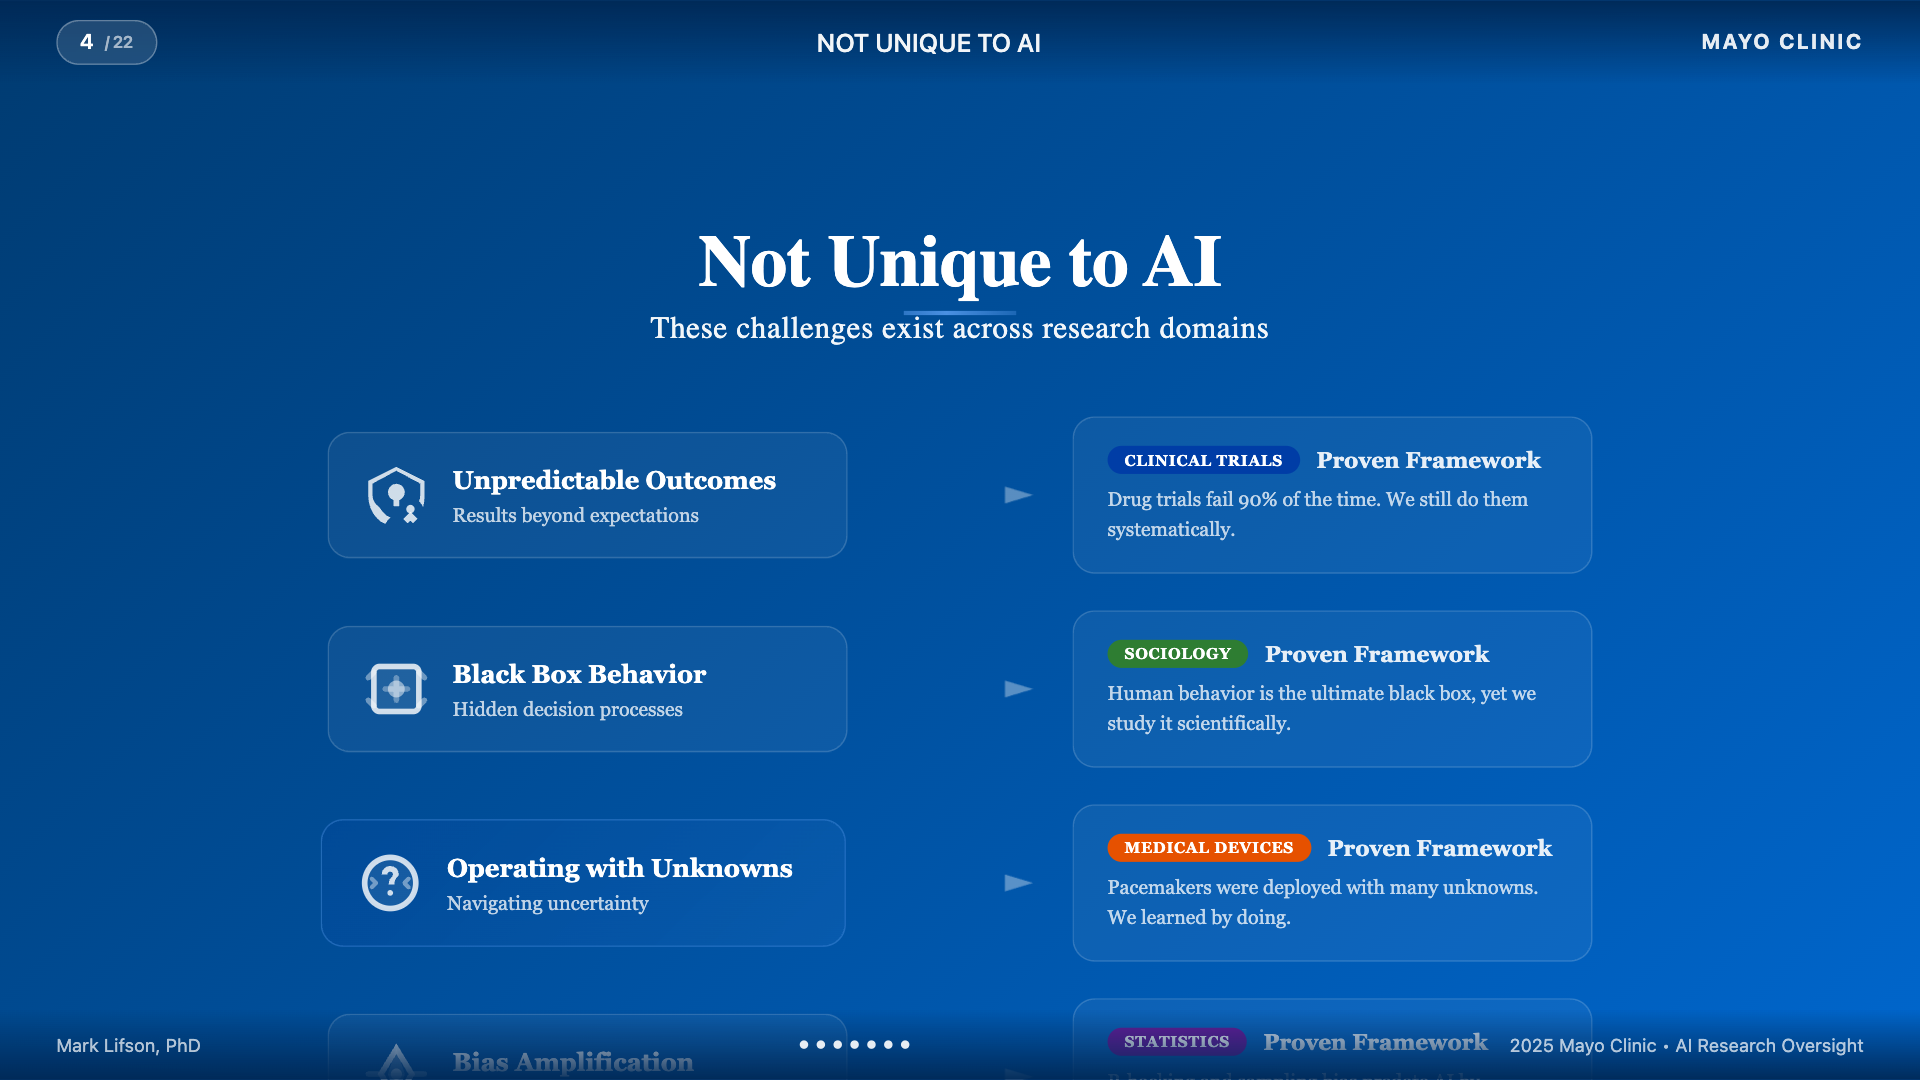 4 /22
NOT UNIQUE TO AI
MAYO CLINIC
Not Unique to AI
These challenges exist across research domains
Unpredictable Outcomes
Results beyond expectations
CLINICAL TRIALS Proven Framework
Drug trials fail 90% of the time. We still do them
systematically.
Black Box Behavior
Hidden decision processes
SOCIOLOGY Proven Framework
Human behavior is the ultimate black box, yet we
study it scientifically.
?
Operating with Unknowns
Navigating uncertainty
MEDICAL DEVICES Proven Framework
Pacemakers were deployed with many unknowns.
We learned by doing.
Bias Amplification
STATISTICS Proven Framework
Mark Lifson, PhD
2025 Mayo Clinic • AI Research Oversight